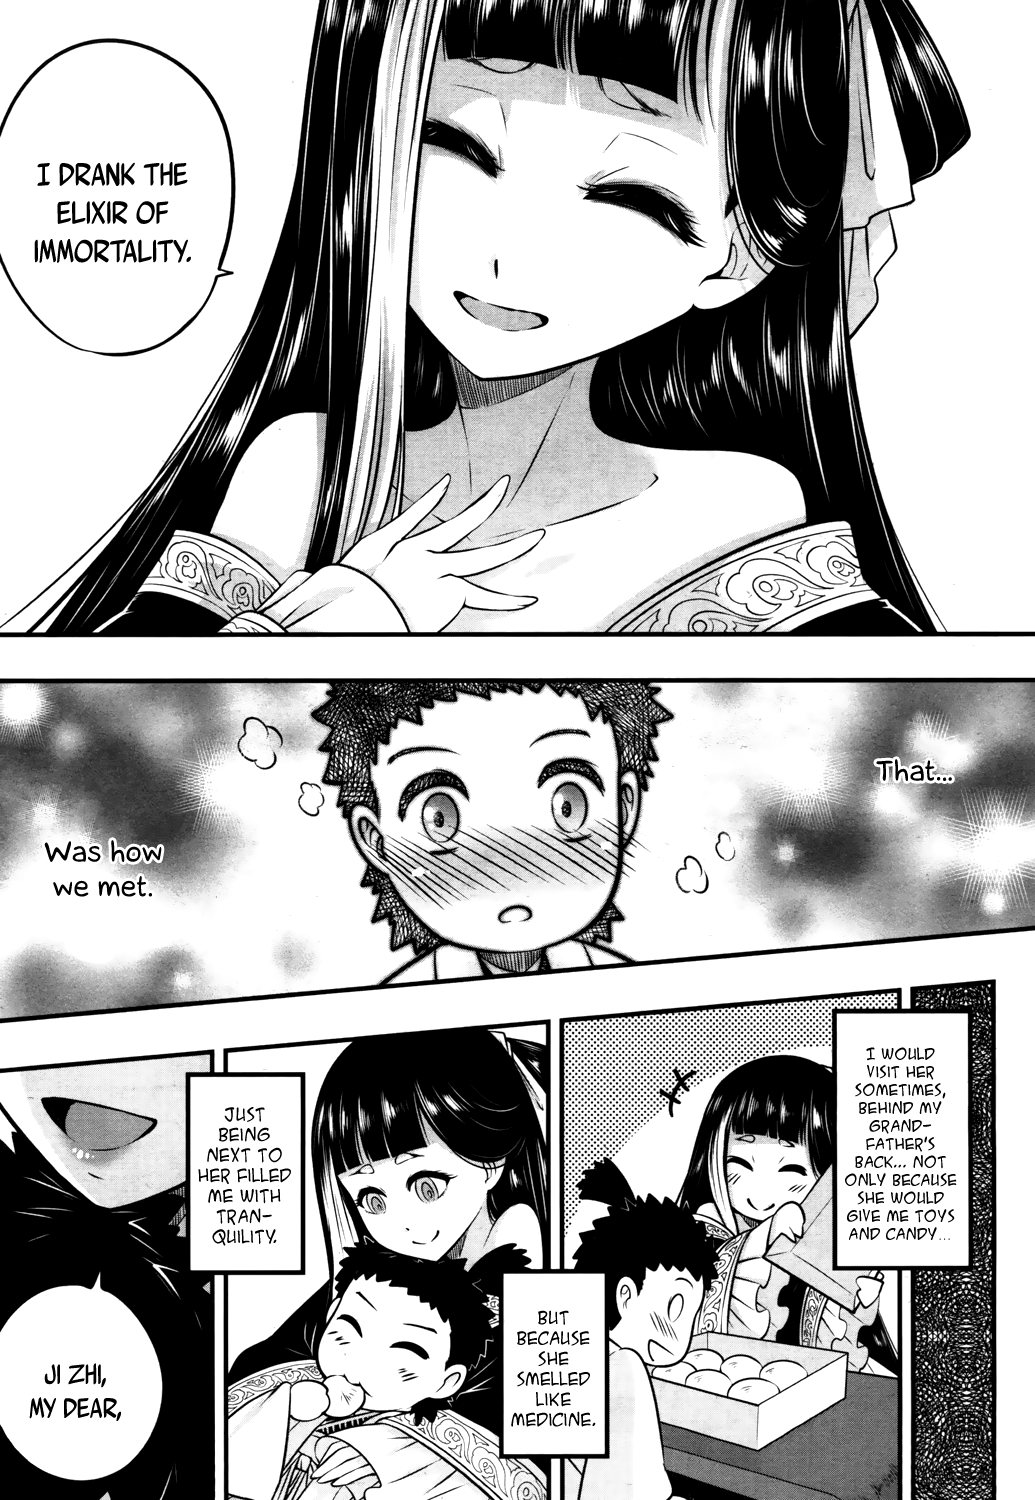 I DRANK THE
ELIXIR OF
IMMORTALITY.
That...
Was how
we met.
I WOULD
VISIT HER
SOMETIMES,
BEHIND MY
GRAND-
FATHER'S
BACK... NOT
ONLY BECAUSE
SHE WOULD
GIVE ME TOYS
AND CANDY...
BUT
BECAUSE
SHE
SMELLED
LIKE
MEDICINE.
JUST
BEING
NEXT TO
HER FILLED
ME WITH
TRAN-
QUILITY.
JI ZHI,
MY DEAR,